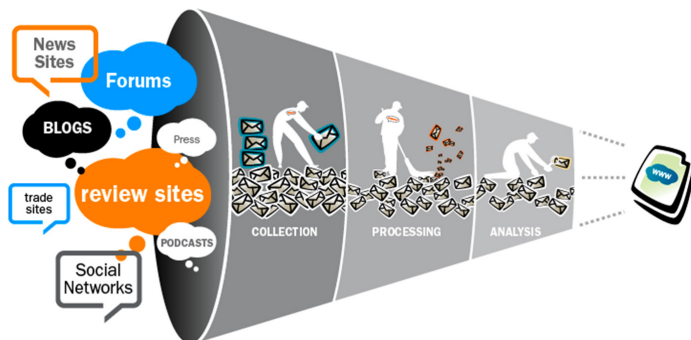 News
Sites
Forums
BLOGS
Press
review sites
trade
sites
PODCASTS
Social
Networks
COLLECTION
PROCESSING
ANALYSIS
WWW